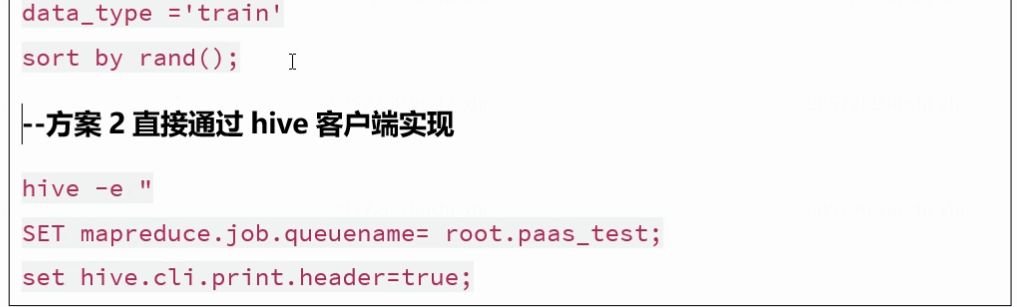 data_type ='train'
sort by rand();
--方案 2 直接通过 hive 客户端实现
hive -e "
SET mapreduce.job.queuename= root.paas_test;
set hive.cli.print.header=true;